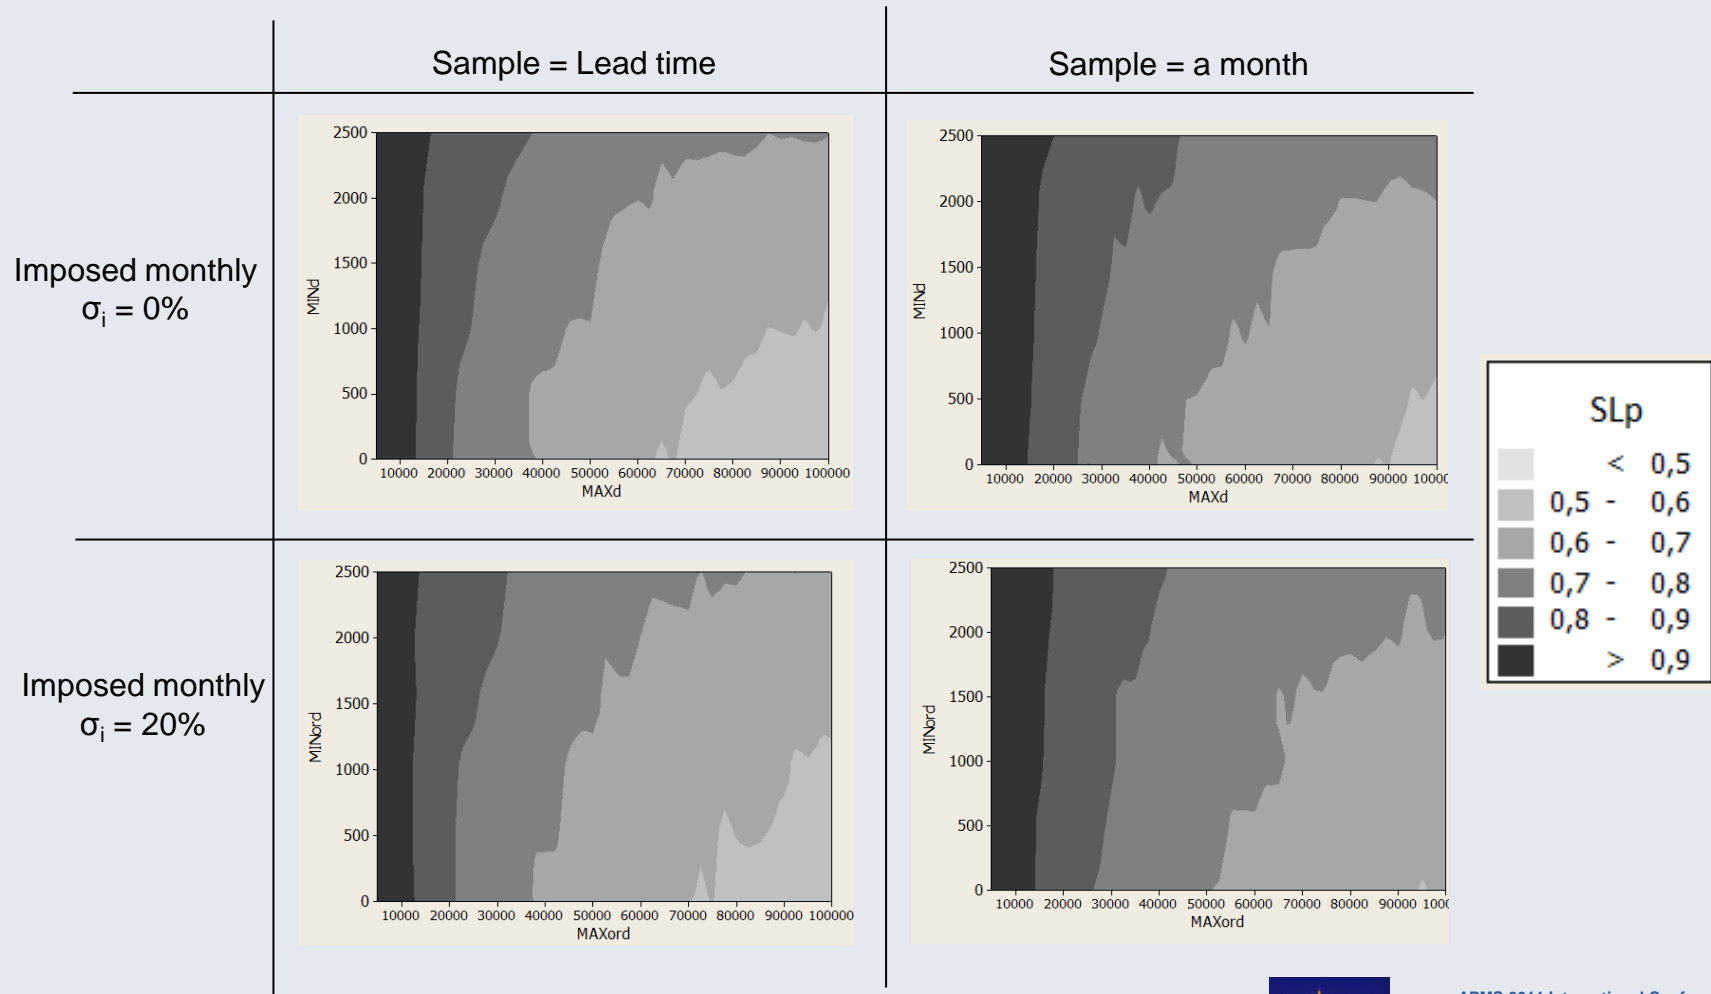 Sample = Lead time
Sample = a month
Imposed monthly
σi = 0%
2500
2000
1500
1000
500
0
MINd
10000 20000 30000 40000 50000 60000 70000 80000 90000 100000
MAXd
2500
2000
1500
1000
500
0
MINd
10000 20000 30000 40000 50000 60000 70000 80000 90000 10000
MAXd
SLp
< 0,5
0,5 - 0,6
0,6 - 0,7
0,7 - 0,8
0,8 - 0,9
> 0,9
Imposed monthly
σi = 20%
2500
2000
1500
1000
500
0
MINord
10000 20000 30000 40000 50000 60000 70000 80000 90000 100000
MAXord
2500
2000
1500
1000
500
0
MINord
10000 20000 30000 40000 50000 60000 70000 80000 90000 1000
MAXord